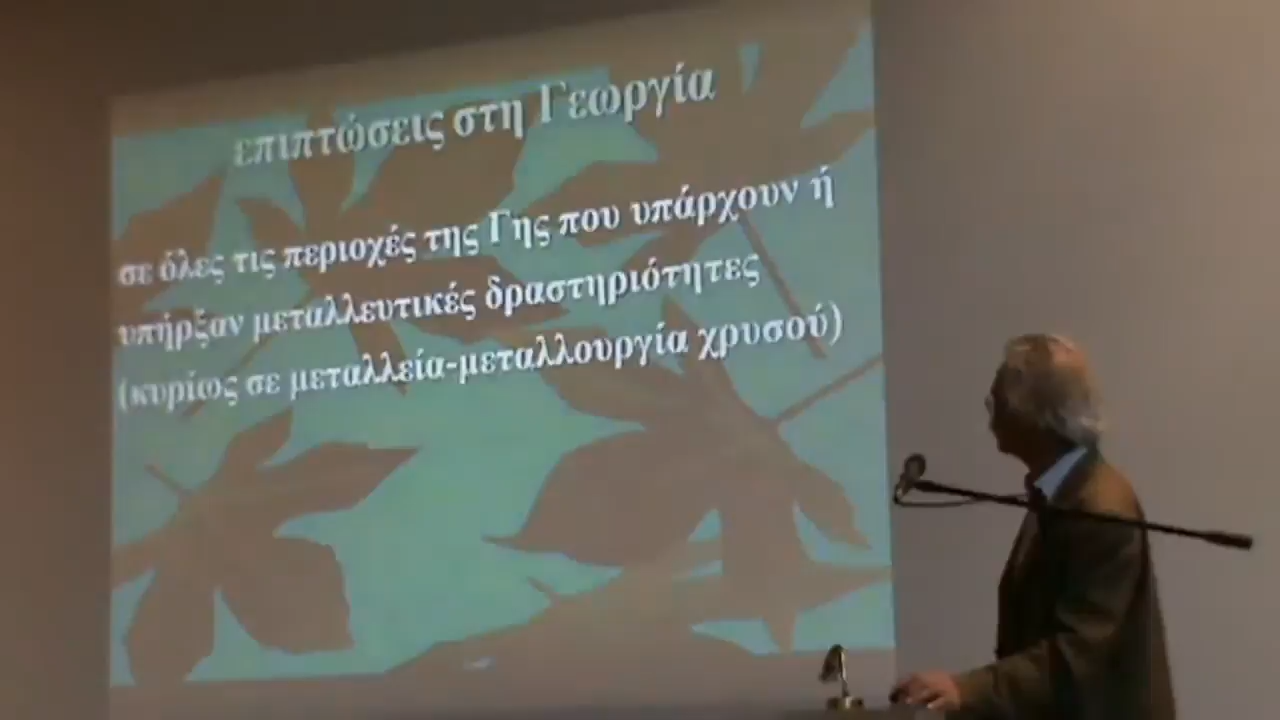 επιπτώσεις στη Γεωργία
σε όλες τις περιοχές της Γης που υπάρχουν ή
υπήρξαν μεταλλευτικές δραστηριότητες
(κυρίως σε μεταλλεία-μεταλλουργία χρυσού)